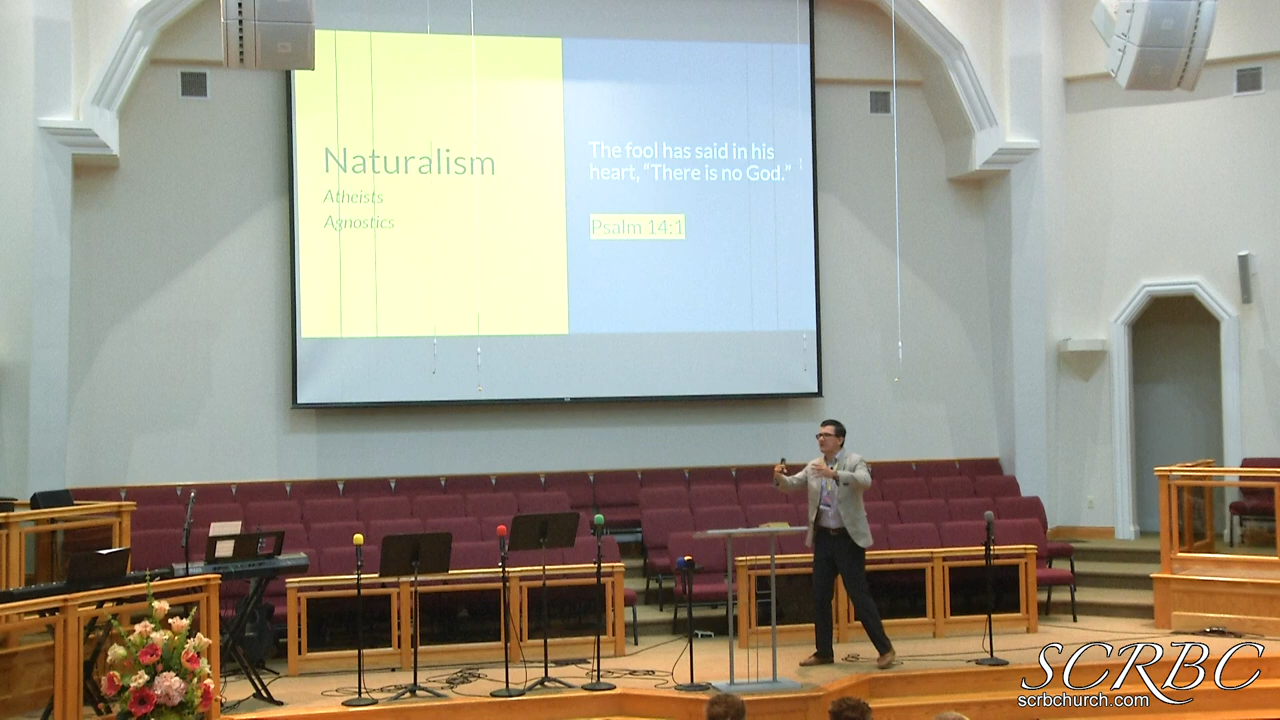 Naturalism
Atheists
Agnostics
The fool has said in his
heart, “There is no God.”
Psalm 14:1
SCRBC
scrbchurch.com